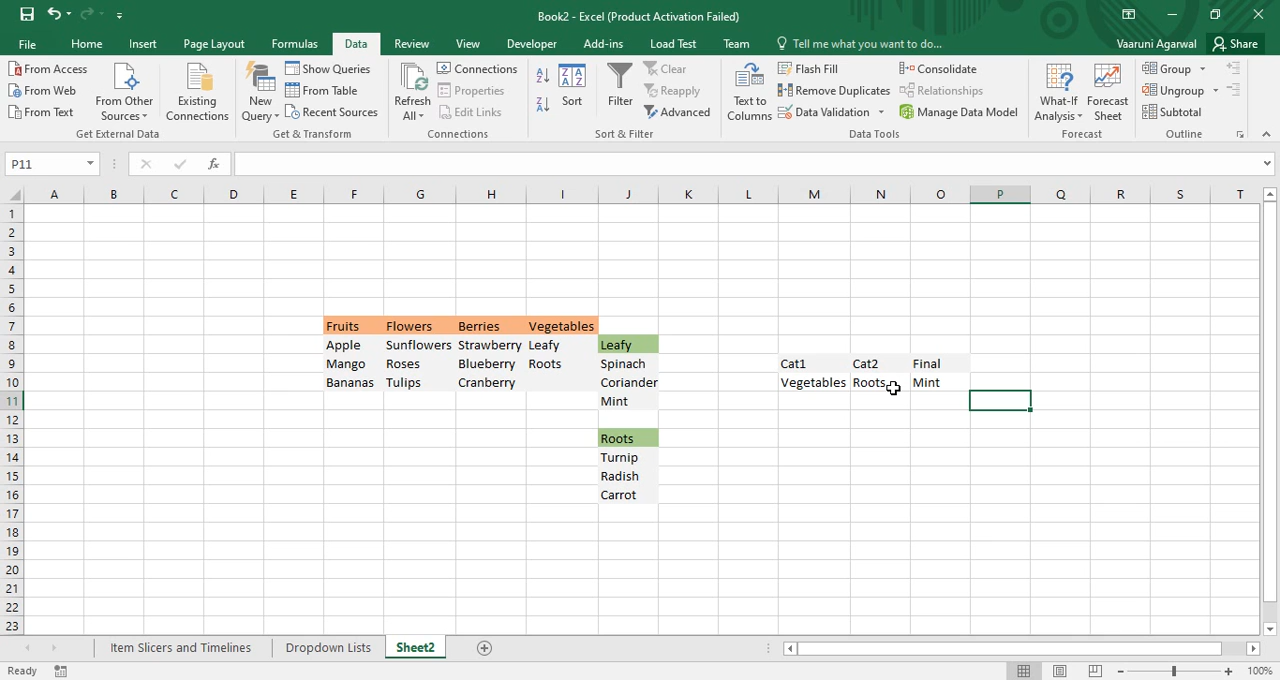 Book2 - Excel (Product Activation Failed)
File Home Insert Page Layout Formulas Data Review View Developer Add-ins Load Test Team Tell me what you want to do... Vaaruni Agarwal Share
From Access
From Web
From Text
From Other Sources
Existing Connections
Get External Data
New Query
Show Queries
From Table
Recent Sources
Get & Transform
Refresh All
Connections
Properties
Edit Links
Connections
Sort
Filter
Clear
Reapply
Advanced
Sort & Filter
Text to Columns
Flash Fill
Remove Duplicates
Data Validation
Consolidate
Relationships
Manage Data Model
Data Tools
What-If Analysis
Forecast Sheet
Forecast
Group
Ungroup
Subtotal
Outline
P11 fx
A B C D E F G H I J K L M N O P Q R S T
1
2
3
4
5
6
7 Fruits Flowers Berries Vegetables
8 Apple Sunflowers Strawberry Leafy Leafy
9 Mango Roses Blueberry Roots Spinach Cat1 Cat2 Final
10 Bananas Tulips Cranberry Coriander Vegetables Roots Mint
11 Mint
12
13 Roots
14 Turnip
15 Radish
16 Carrot
17
18
19
20
21
22
23
Item Slicers and Timelines Dropdown Lists Sheet2
Ready 100%